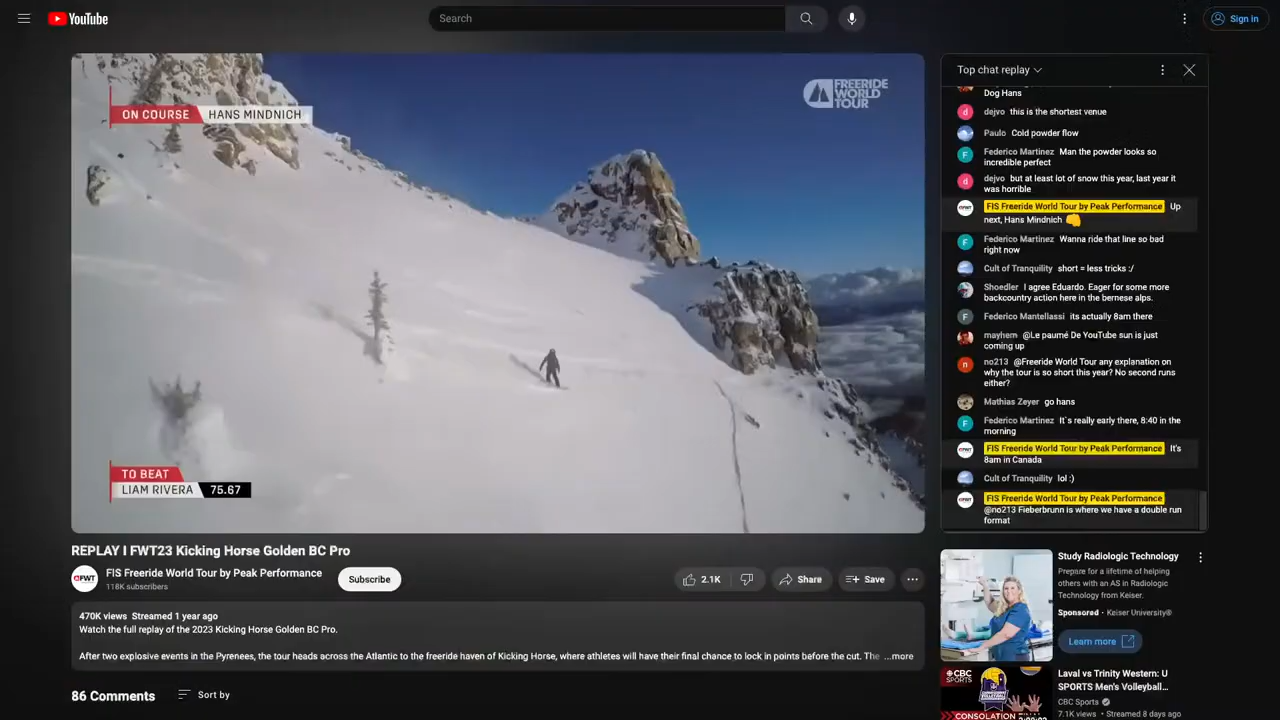 YouTube
Search
Sign in
ON COURSE HANS MINDNICH
FREERIDE
WORLD
TOUR
TO BEAT
LIAM RIVERA 75.67
REPLAY I FWT23 Kicking Horse Golden BC Pro
FWT
FIS Freeride World Tour by Peak Performance
118K subscribers
Subscribe
2.1K
Share
Save
470K views Streamed 1 year ago
Watch the full replay of the 2023 Kicking Horse Golden BC Pro.
After two explosive events in the Pyrenees, the tour heads across the Atlantic to the freeride haven of Kicking Horse, where athletes will have their final chance to lock in points before the cut. The ...more
86 Comments
Sort by
Top chat replay
Dog Hans
dejvo this is the shortest venue
Paulo Cold powder flow
Federico Martinez Man the powder looks so
incredible perfect
dejvo but at least lot of snow this year, last year it
was horrible
FIS Freeride World Tour by Peak Performance Up
next, Hans Mindnich
Federico Martinez Wanna ride that line so bad
right now
Cult of Tranquility short = less tricks :/
Shoedler I agree Eduardo. Eager for some more
backcountry action here in the bernese alps.
Federico Mantellassi its actually 8am there
mayhem @Le paumé De YouTube sun is just
coming up
no213 @Freeride World Tour any explanation on
why the tour is so short this year? No second runs
either?
Mathias Zeyer go hans
Federico Martinez It`s really early there, 8:40 in the
morning
FIS Freeride World Tour by Peak Performance It's
8am in Canada
Cult of Tranquility lol :)
FIS Freeride World Tour by Peak Performance
@no213 Fieberbrunn is where we have a double run
format
Study Radiologic Technology
Prepare for a lifetime of helping
others with an AS in Radiologic
Technology from Keiser.
Sponsored · Keiser University®
Learn more
CBC
SPORTS
CONSOLATION
Laval vs Trinity Western: U
SPORTS Men's Volleyball...
CBC Sports
7.1K views • Streamed 8 days ago